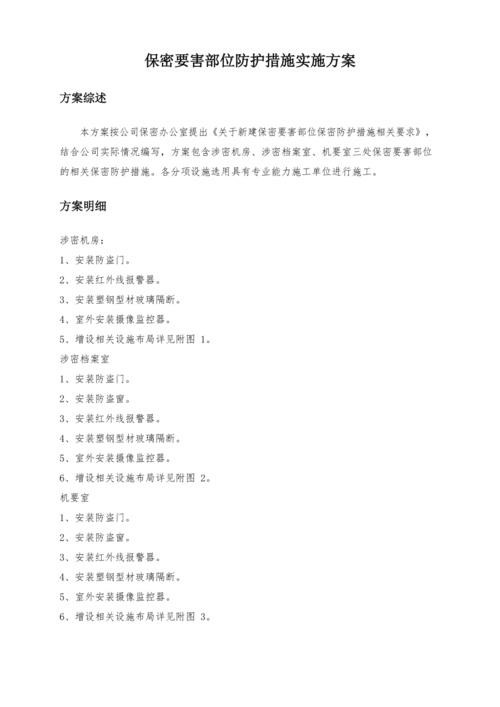 保密要害部位防护措施实施方案
方案综述
本方案按公司保密办公室提出《关于新建保密要害部位保密防护措施相关要求》，
结合公司实际情况编写，方案包含涉密机房、涉密档案室、机要室三处保密要害部位
的相关保密防护措施。各分项设施选用具有专业能力施工单位进行施工。
方案明细
涉密机房：
1、安装防盗门。
2、安装红外线报警器。
3、安装塑钢型材玻璃隔断。
4、室外安装摄像监控器。
5、增设相关设施布局详见附图 1。
涉密档案室
1、安装防盗门。
2、安装防盗窗。
3、安装红外线报警器。
4、安装塑钢型材玻璃隔断。
5、室外安装摄像监控器。
6、增设相关设施布局详见附图 2。
机要室
1、安装防盗门。
2、安装防盗窗。
3、安装红外线报警器。
4、安装塑钢型材玻璃隔断。
5、室外安装摄像监控器。
6、增设相关设施布局详见附图 3。